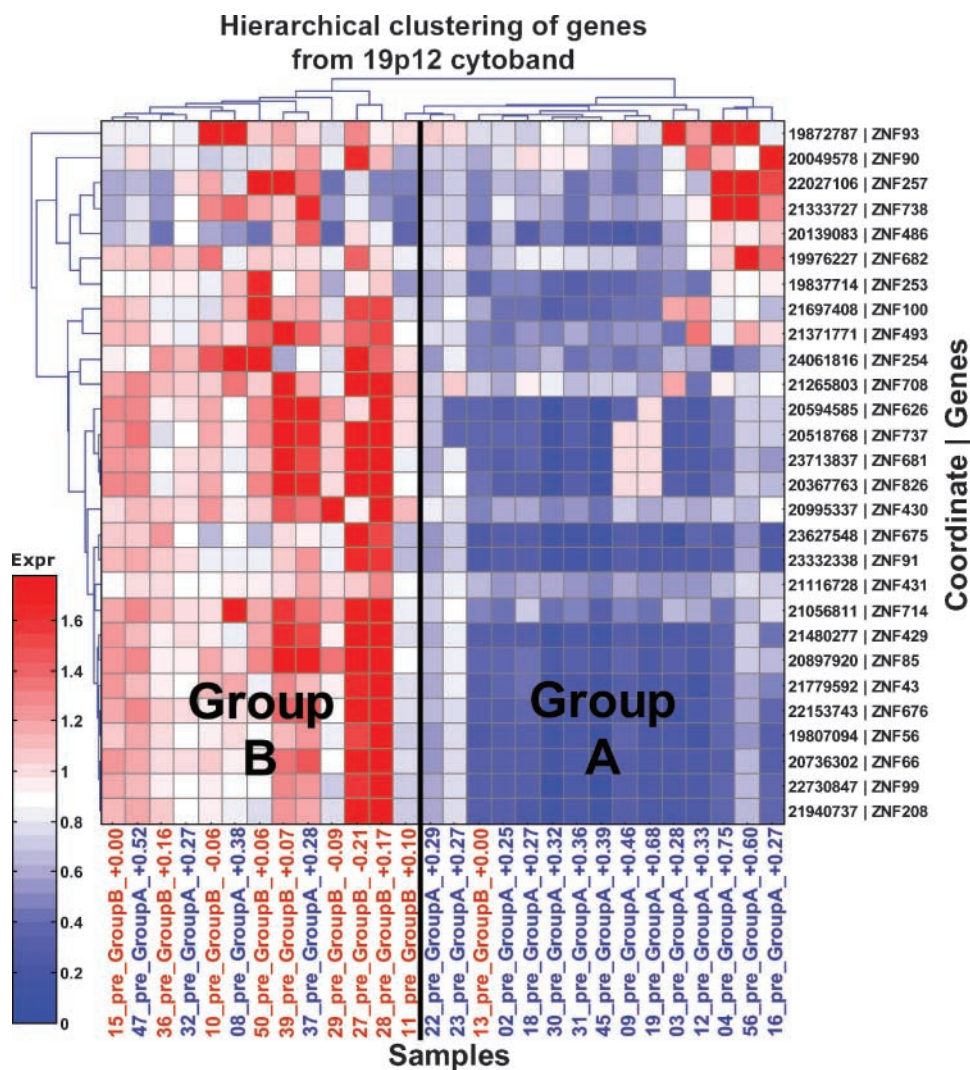 Hierarchical clustering of genes
from 19p12 cytoband
19872787 | ZNF93
20049578 | ZNF90
22027106 | ZNF257
21333727 | ZNF738
20139083 | ZNF486
19976227 | ZNF682
19837714 | ZNF253
21697408 | ZNF100
21371771 | ZNF493
24061816 | ZNF254
21265803 | ZNF708
20594585 | ZNF626
20518768 | ZNF737
23713837 | ZNF681
20367763 | ZNF826
20995337 | ZNF430
23627548 | ZNF675
23332338 | ZNF91
21116728 | ZNF431
21056811 | ZNF714
21480277 | ZNF429
20897920 | ZNF85
21779592 | ZNF43
22153743 | ZNF676
19807094 | ZNF56
20736302 | ZNF66
22730847 | ZNF99
21940737 | ZNF208
Coordinate | Genes
Expr
1.6
1.4
1.2
1
0.8
0.6
0.4
0.2
0
Group
B
Group
A
15_pre_GroupB_ +0.00
47_pre_GroupA_ +0.52
36_pre_GroupB_ +0.16
32_pre_GroupA_ +0.27
10_pre_GroupB_ -0.06
08_pre_GroupA_ +0.38
50_pre_GroupB_ +0.06
39_pre_GroupB_ +0.07
37_pre_GroupA_ +0.28
29_pre_GroupB_ -0.09
27_pre_GroupB_ -0.21
28_pre_GroupB_ +0.17
11_pre_GroupB_ +0.10
22_pre_GroupA_ +0.29
23_pre_GroupA_ +0.27
13_pre_GroupB_ +0.00
02_pre_GroupA_ +0.25
18_pre_GroupA_ +0.27
30_pre_GroupA_ +0.32
31_pre_GroupA_ +0.36
45_pre_GroupA_ +0.39
09_pre_GroupA_ +0.46
19_pre_GroupA_ +0.68
03_pre_GroupA_ +0.28
12_pre_GroupA_ +0.33
04_pre_GroupA_ +0.75
56_pre_GroupA_ +0.60
16_pre_GroupA_ +0.27
Samples